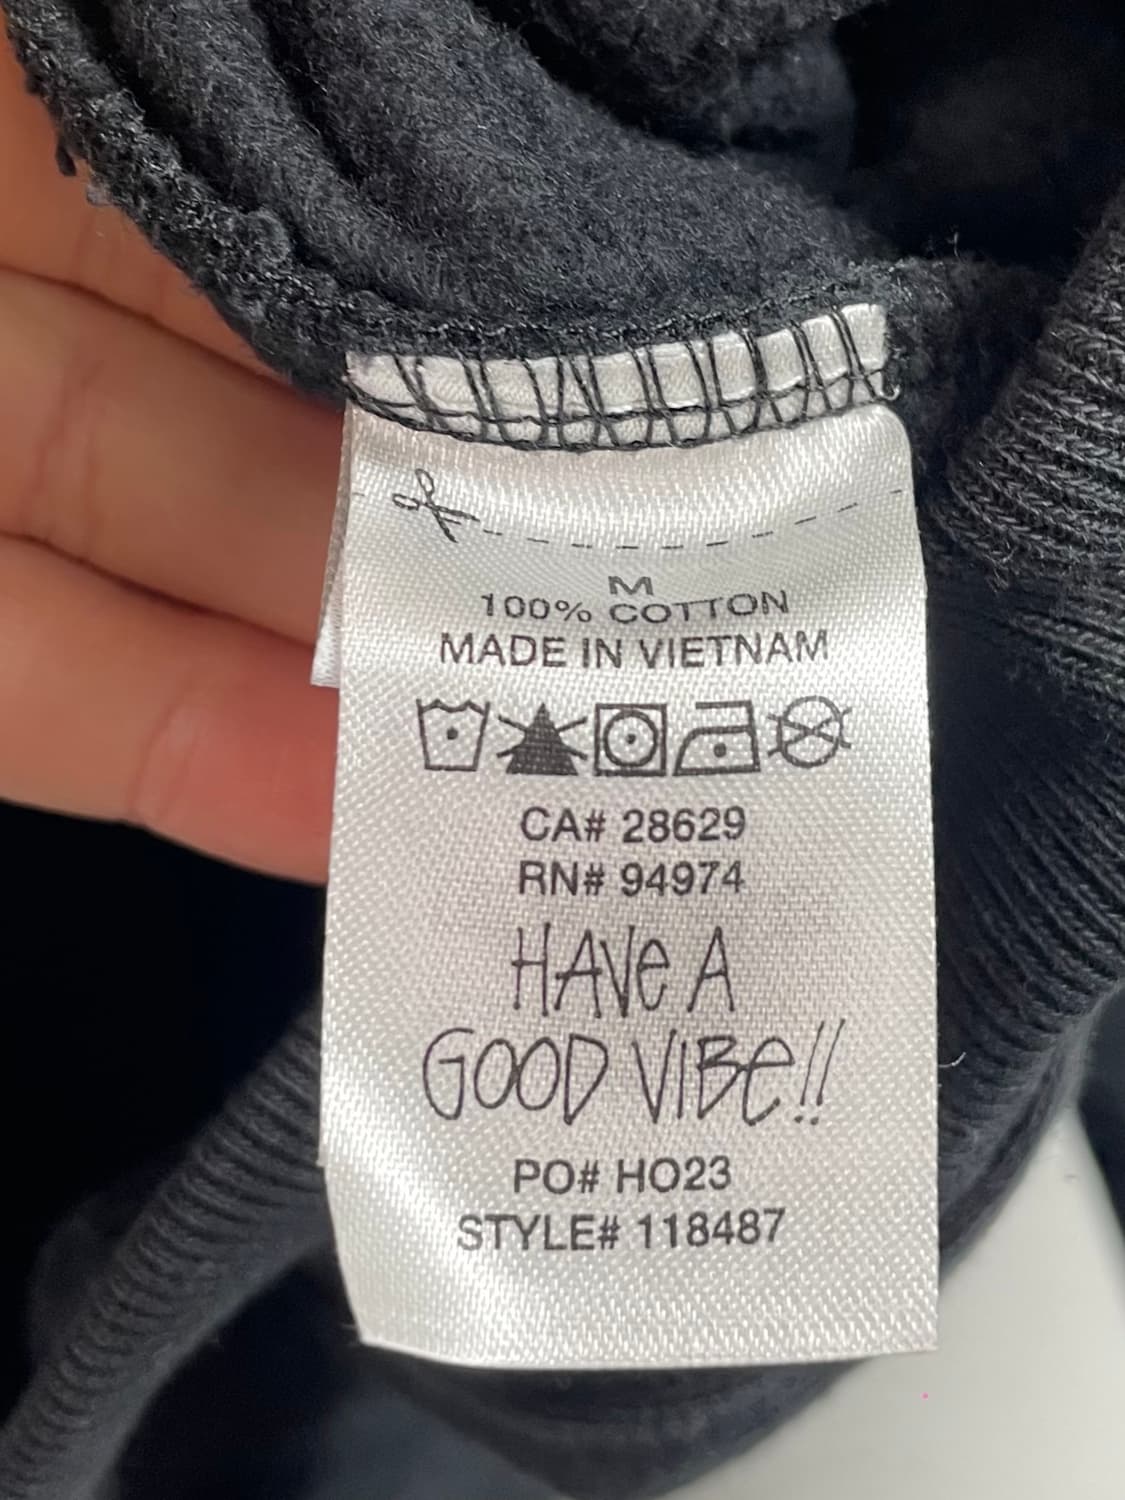 M
100% COTTON
MADE IN VIETNAM
CA# 28629
RN# 94974
HAVe A
GOOD VIBe!!
PO# HO23
STYLE# 118487